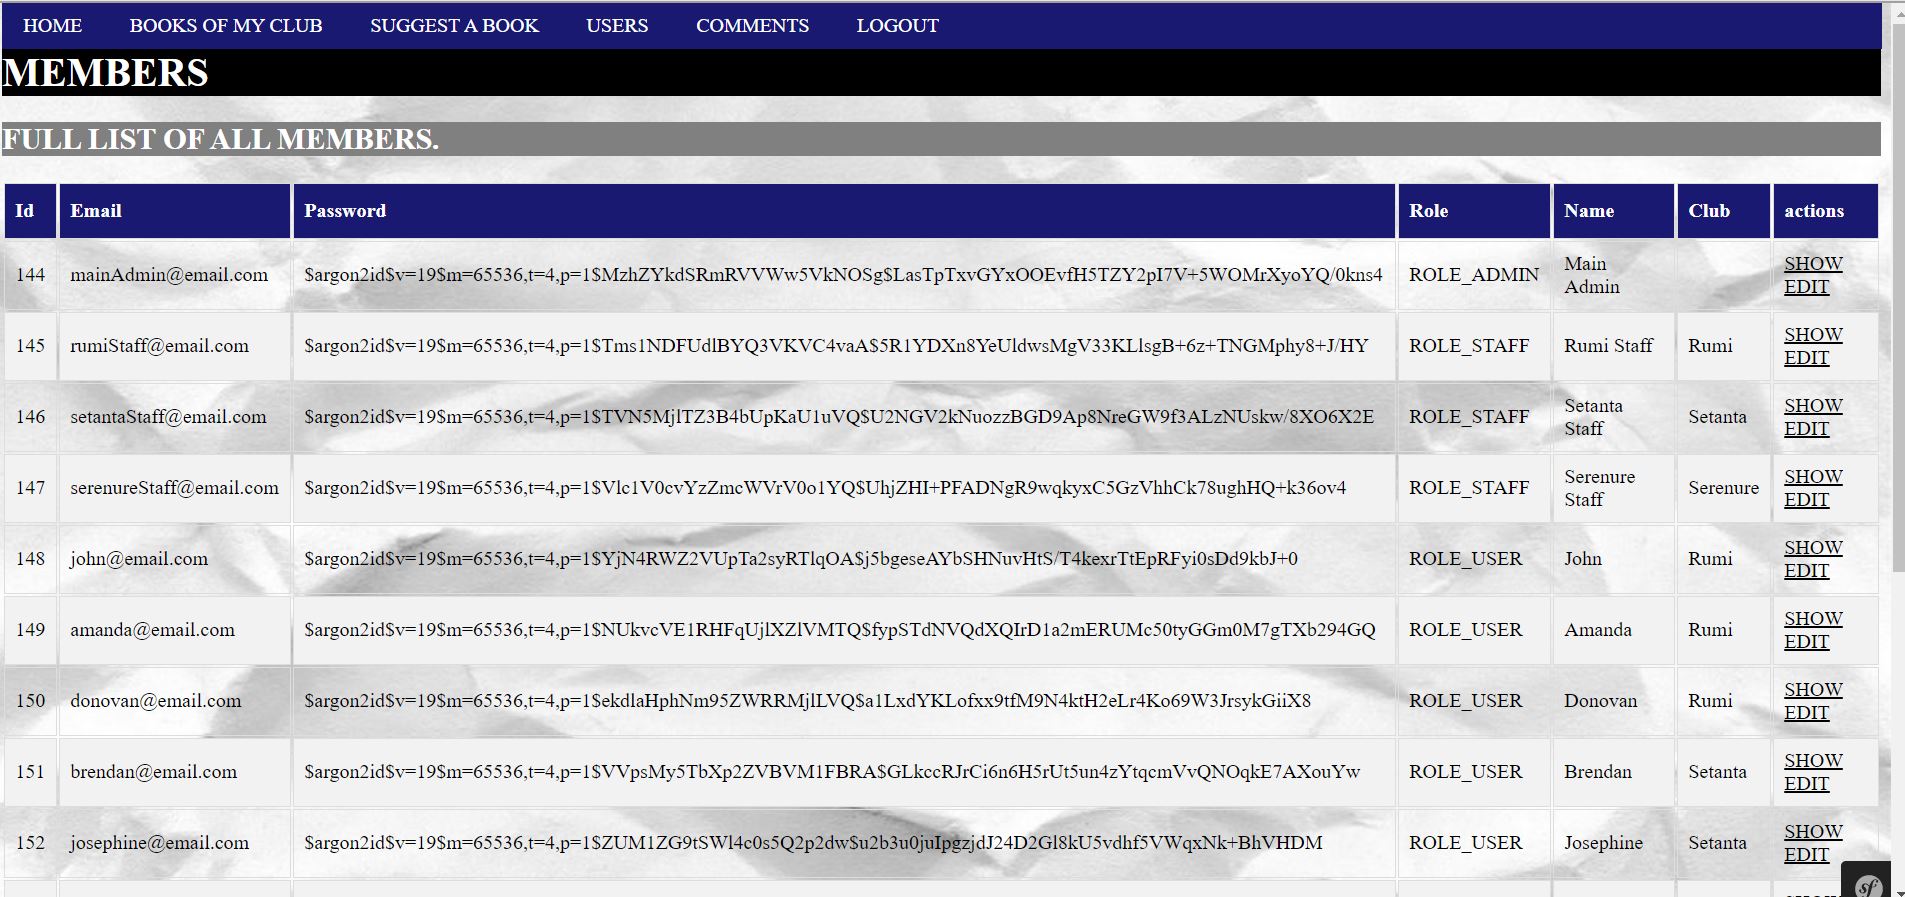 HOME BOOKS OF MY CLUB SUGGEST A BOOK USERS COMMENTS LOGOUT
MEMBERS
FULL LIST OF ALL MEMBERS.
Id Email Password Role Name Club actions
144 mainAdmin@email.com $argon2id$v=19$m=65536,t=4,p=1$MzhZYkdSRmRVVWw5VkNOSg$LasTpTxvGYxOOEvfH5TZY2pI7V+5WOMrXyoYQ/0kns4 ROLE_ADMIN Main Admin SHOW EDIT
145 rumiStaff@email.com $argon2id$v=19$m=65536,t=4,p=1$Tms1NDFUdlBYQ3VKVC4vaA$5R1YDXn8YeUldwsMgV33KLlsgB+6z+TNGMphy8+J/HY ROLE_STAFF Rumi Staff Rumi SHOW EDIT
146 setantaStaff@email.com $argon2id$v=19$m=65536,t=4,p=1$TVN5MjlTZ3B4bUpKaU1uVQ$U2NGV2kNuozzBGD9Ap8NreGW9f3ALzNUskw/8XO6X2E ROLE_STAFF Setanta Staff Setanta SHOW EDIT
147 serenureStaff@email.com $argon2id$v=19$m=65536,t=4,p=1$Vlc1V0cvYzZmcWVrV0o1YQ$UhjZHI+PFADNgR9wqkyxC5GzVhhCk78ughHQ+k36ov4 ROLE_STAFF Serenure Staff Serenure SHOW EDIT
148 john@email.com $argon2id$v=19$m=65536,t=4,p=1$YjN4RWZ2VUpTa2syRTlqOA$j5bgeseAYbSHNuvHtS/T4kexrTtEpRFyi0sDd9kbJ+0 ROLE_USER John Rumi SHOW EDIT
149 amanda@email.com $argon2id$v=19$m=65536,t=4,p=1$NUkvcVE1RHFqUjlXZlVMTQ$fypSTdNVQdXQIrD1a2mERUMc50tyGGm0M7gTXb294GQ ROLE_USER Amanda Rumi SHOW EDIT
150 donovan@email.com $argon2id$v=19$m=65536,t=4,p=1$ekdlaHphNm95ZWRRMjlLVQ$a1LxdYKLofxx9tfM9N4ktH2eLr4Ko69W3JrsykGiiX8 ROLE_USER Donovan Rumi SHOW EDIT
151 brendan@email.com $argon2id$v=19$m=65536,t=4,p=1$VVpsMy5TbXp2ZVBVM1FBRA$GLkccRJrCi6n6H5rUt5un4zYtqcmVvQNOqkE7AXouYw ROLE_USER Brendan Setanta SHOW EDIT
152 josephine@email.com $argon2id$v=19$m=65536,t=4,p=1$ZUM1ZG9tSWl4c0s5Q2p2dw$u2b3u0juIpgzjdJ24D2Gl8kU5vdhf5VWqxNk+BhVHDM ROLE_USER Josephine Setanta SHOW EDIT
sf